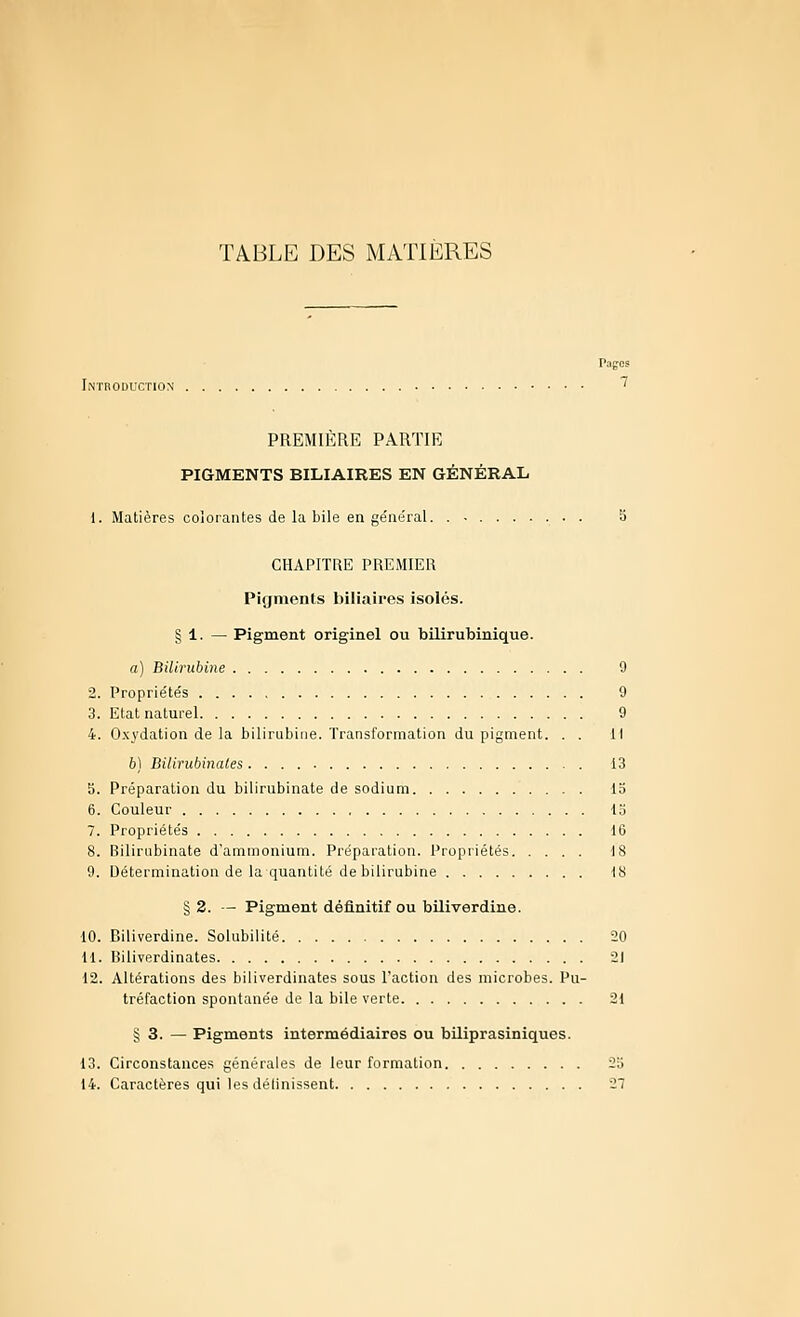 TABLE DES MATIÈRES
Pages
INTRODUCTION . . . . . . . . . . 7
PREMIÈRE PARTIE
PIGMENTS BILIAIRES EN GÉNÉRAL
1. Matières colorantes de la bile en général. . . . . . . . . . . 5
CHAPITRE PREMIER
Pigments biliaires isolés.
§ 1. — Pigment originel ou bilirubinique.
a) Bilirubine . . . . . . . . . . 9
2. Propriétés . . . . . . . . . . 9
3. Etat naturel. . . . . . . . . . 9
4. Oxydation de la bilirubine. Transformation du pigment. . . 11
b) Bilirubinates . . . . . . . . . . 13
5. Préparation du bilirubinate de sodium. . . . . . . . . . 15
6. Couleur . . . . . . . . . . 15
7. Propriétés . . . . . . . . . . 16
8. Bilirubinate d'ammonium. Préparation. Propriétés. . . . . . 18
9. Détermination de la quantité de bilirubine . . . . . . . . . 18
§ 2. — Pigment définitif ou biliverdine.
10. Biliverdine. Solubilité. . . . . . . . . . 20
11. Biliverdinates. . . . . . . . . . 21
12. Altérations des biliverdinates sous l'action des microbes. Pu-
tréfaction spontanée de la bile verte. . . . . . . . . . . . 21
§ 3. — Pigments intermédiaires ou biliprasiniques.
13. Circonstances générales de leur formation. . . . . . . . . 25
14. Caractères qui les définissent. . . . . . . . . . . . . . . . 27